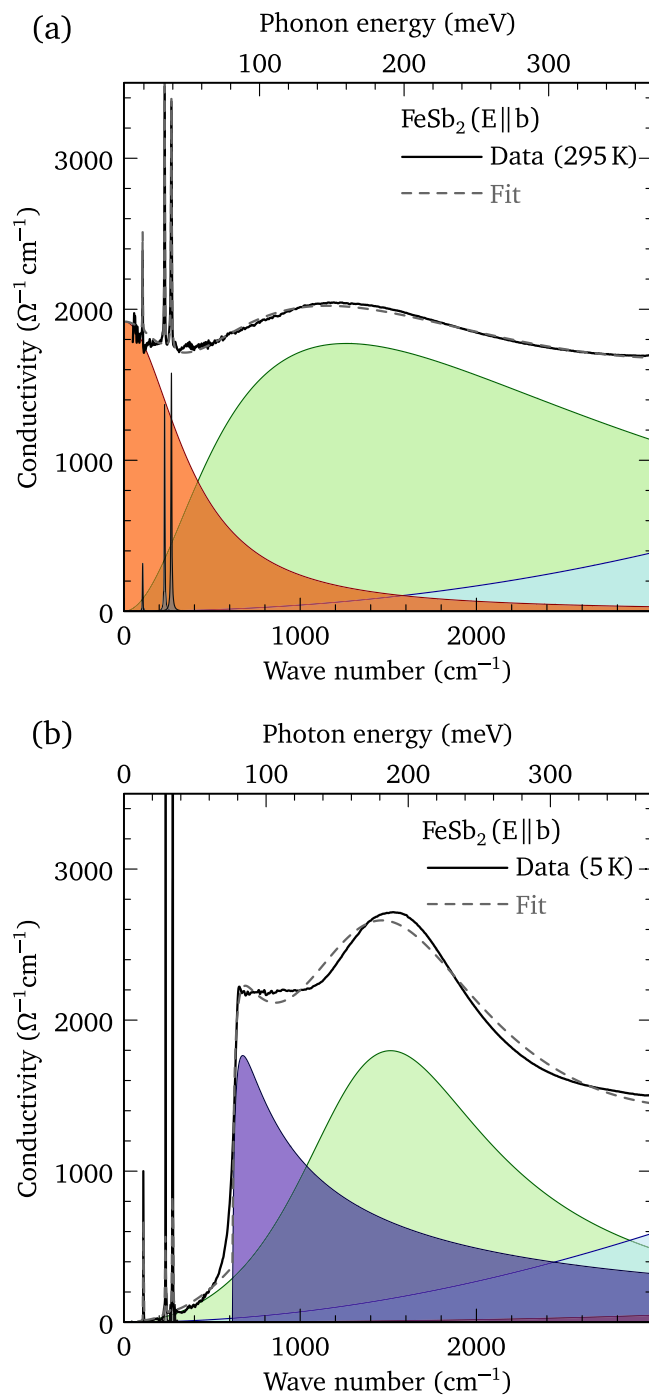 (a)
Phonon energy (meV)
100 200 300
FeSb₂ (E∥b)
Data (295 K)
Fit
3000
2000
1000
0
Conductivity (Ω⁻¹ cm⁻¹)
0 1000 2000
Wave number (cm⁻¹)
(b)
Photon energy (meV)
0 100 200 300
FeSb₂ (E∥b)
Data (5 K)
Fit
3000
2000
1000
0
Conductivity (Ω⁻¹cm⁻¹)
0 1000 2000
Wave number (cm⁻¹)